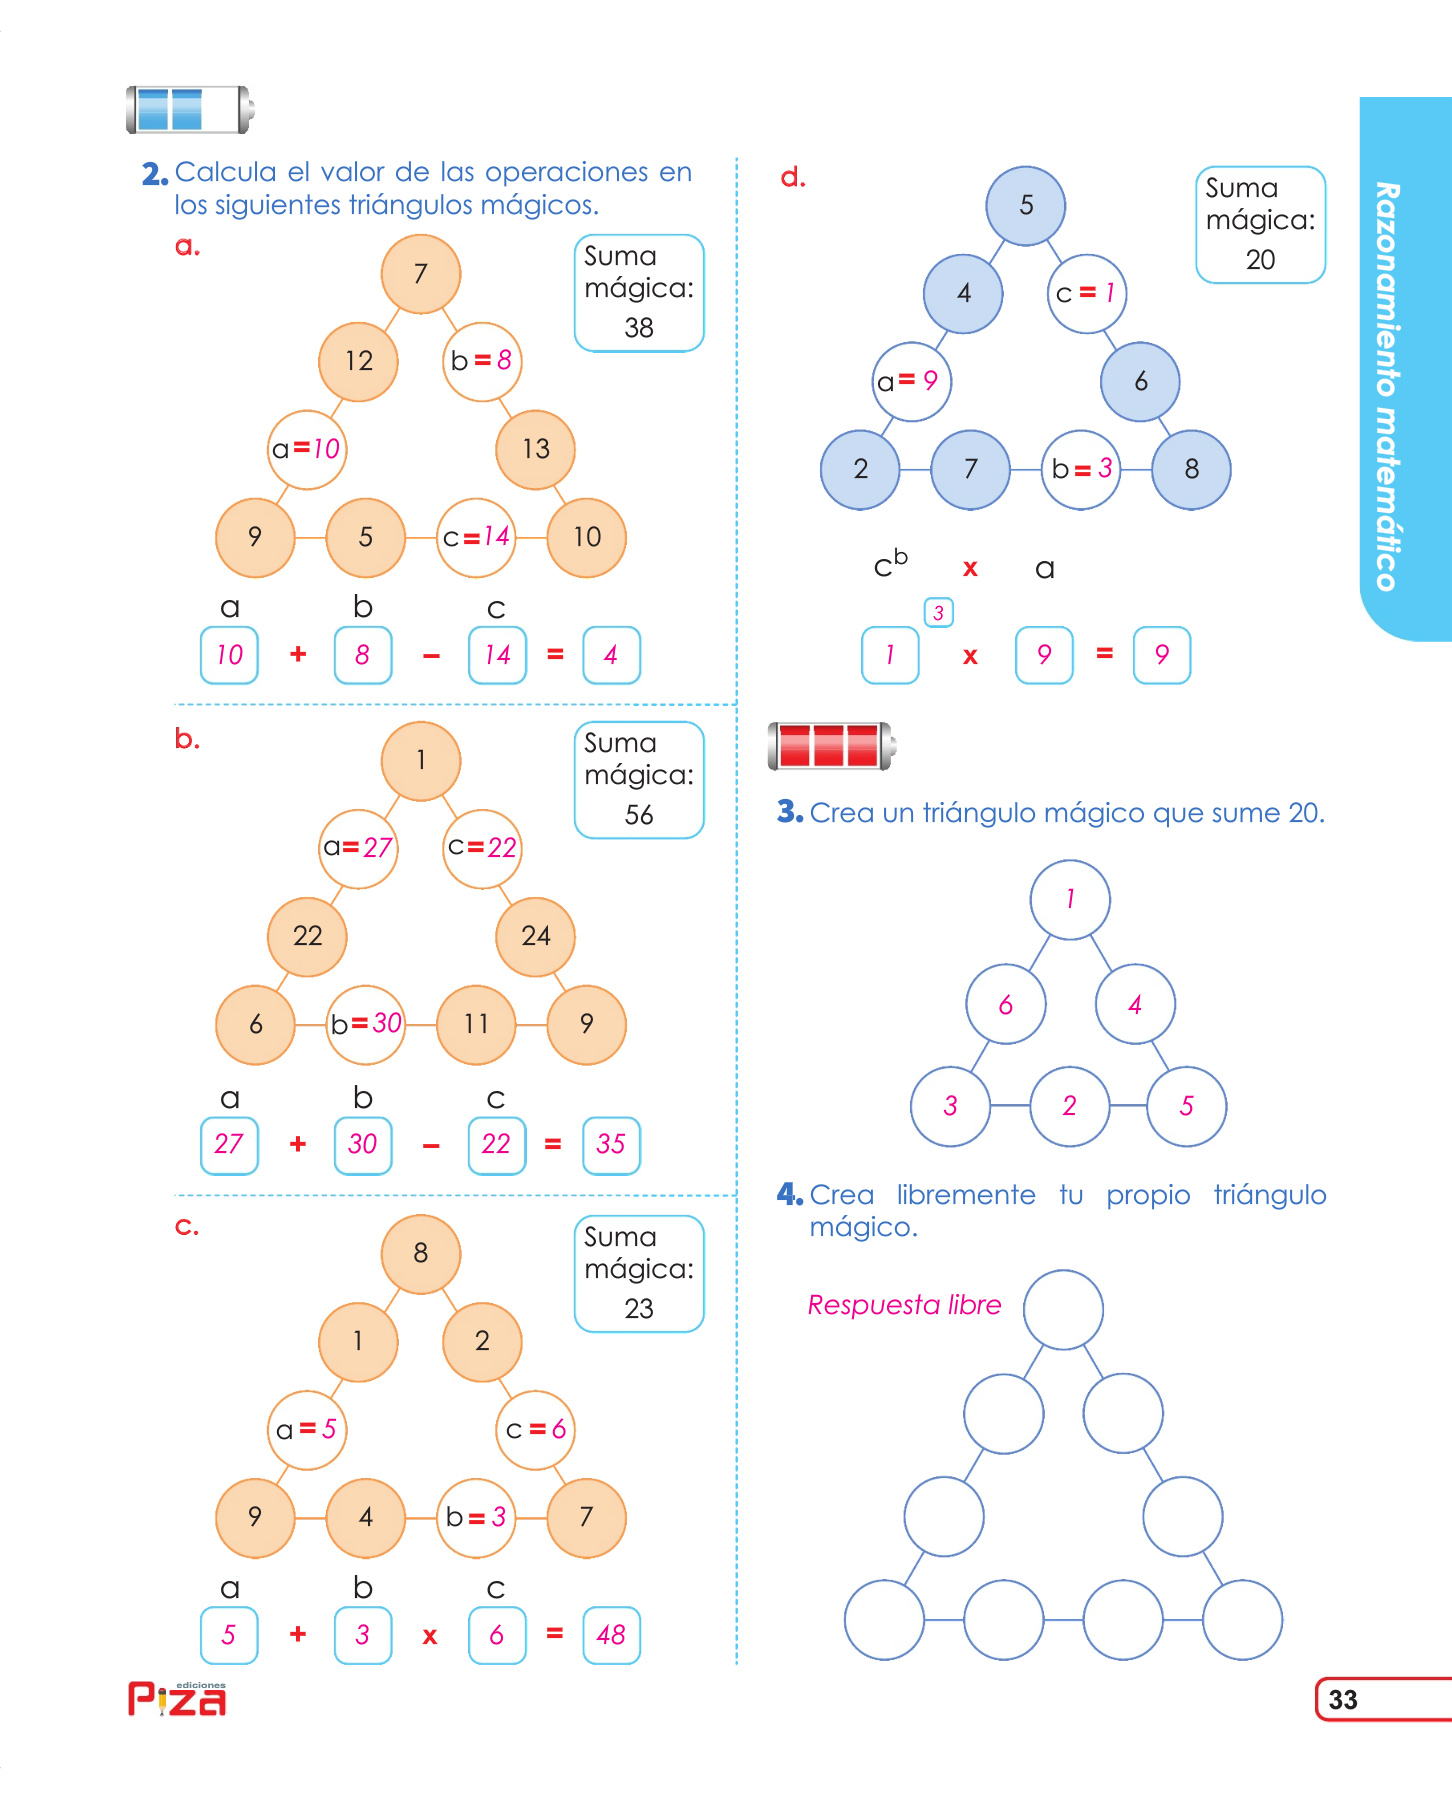 2. Calcula el valor de las operaciones en
los siguientes triángulos mágicos.
a.
Suma
mágica:
38
7
12
b = 8
a = 10
13
9
5
c = 14
10
a b c
10 + 8 – 14 = 4
b.
Suma
mágica:
56
1
a = 27
c = 22
22
24
6
b = 30
11
9
a b c
27 + 30 – 22 = 35
c.
Suma
mágica:
23
8
1
2
a = 5
c = 6
9
4
b = 3
7
a b c
5 + 3 x 6 = 48
d.
Suma
mágica:
20
5
4
c = 1
a = 9
6
2
7
b = 3
8
c^b x a
3
1 x 9 = 9
3. Crea un triángulo mágico que sume 20.
1
6
4
3
2
5
4. Crea libremente tu propio triángulo
mágico.
Respuesta libre
Razonamiento matemático
ediciones
Piza
33